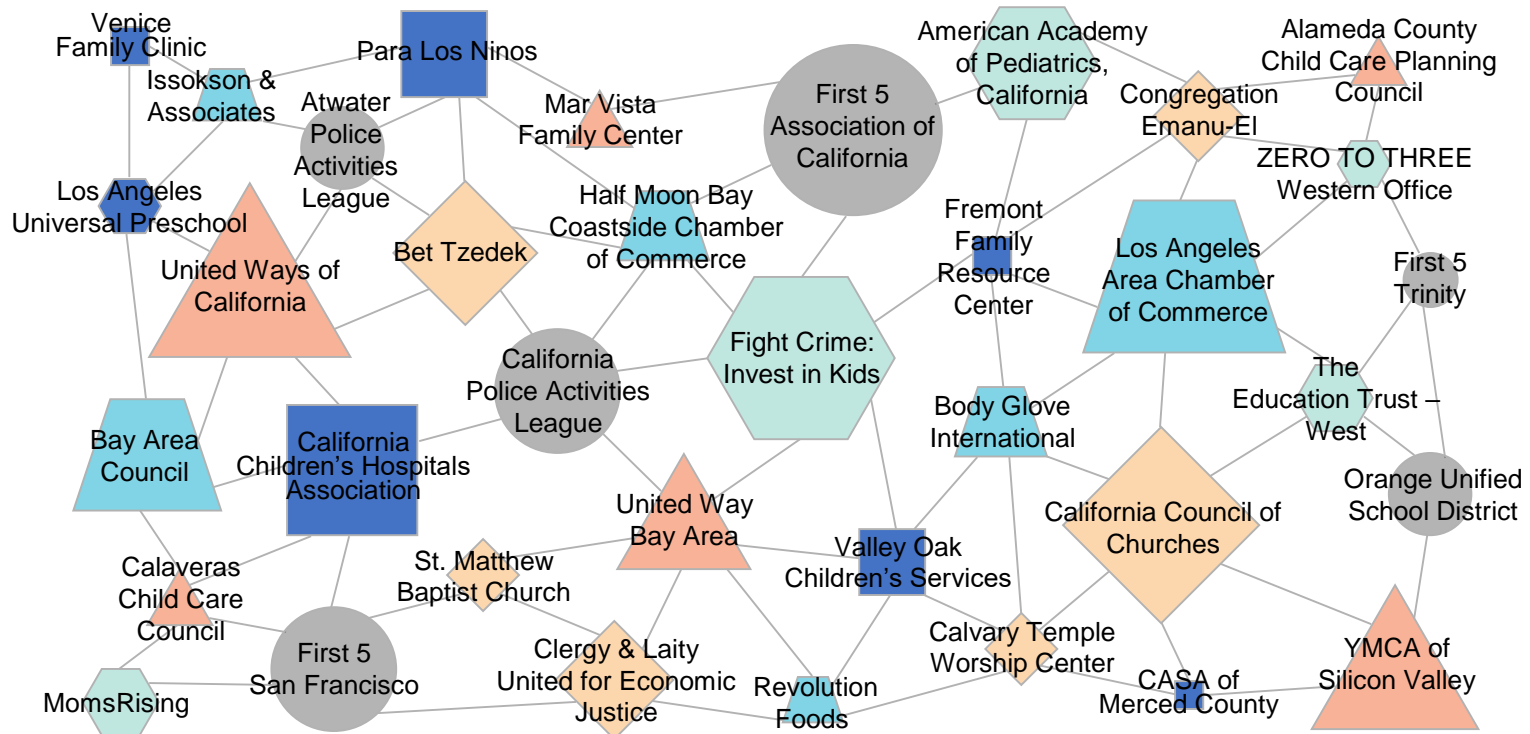 Venice
Family Clinic
Issokson &
Associates
Para Los Ninos
Atwater
Police
Activities
League
Mar Vista
Family Center
First 5
Association of
California
American Academy
of Pediatrics,
California
Congregation
Emanu-El
Alameda County
Child Care Planning
Council
ZERO TO THREE
Western Office
Los Angeles
Universal Preschool
United Ways of
California
Bet Tzedek
Half Moon Bay
Coastside Chamber
of Commerce
Fremont
Family
Resource
Center
Los Angeles
Area Chamber
of Commerce
First 5
Trinity
California
Police Activities
League
Fight Crime:
Invest in Kids
Body Glove
International
The
Education Trust –
West
Bay Area
Council
California
Children's Hospitals
Association
United Way
Bay Area
Valley Oak
Children's Services
California Council of
Churches
Orange Unified
School District
Calaveras
Child Care
Council
St. Matthew
Baptist Church
First 5
San Francisco
MomsRising
Clergy & Laity
United for Economic
Justice
Revolution
Foods
Calvary Temple
Worship Center
CASA of
Merced County
YMCA of
Silicon Valley